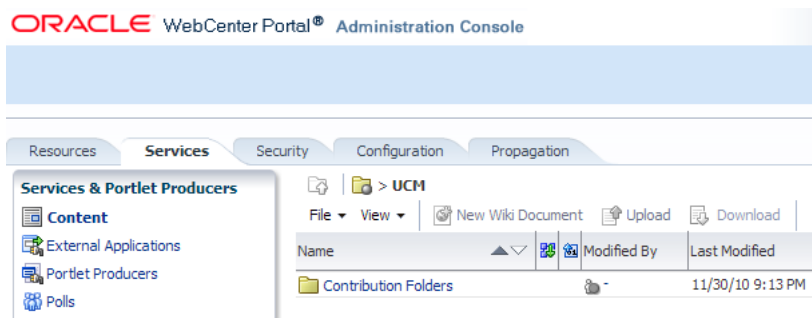 ORACLE WebCenter Portal® Administration Console
Resources Services Security Configuration Propagation
Services & Portlet Producers
Content
External Applications
Portlet Producers
Polls
> UCM
File View New Wiki Document Upload Download
Name Modified By Last Modified
Contribution Folders - 11/30/10 9:13 PM